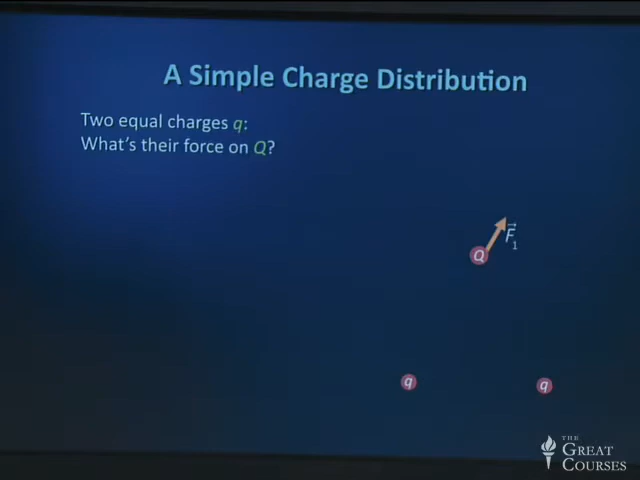 A Simple Charge Distribution
Two equal charges q:
What's their force on Q?
F⃗₁
Q
q
q
THE
GREAT
COURSES